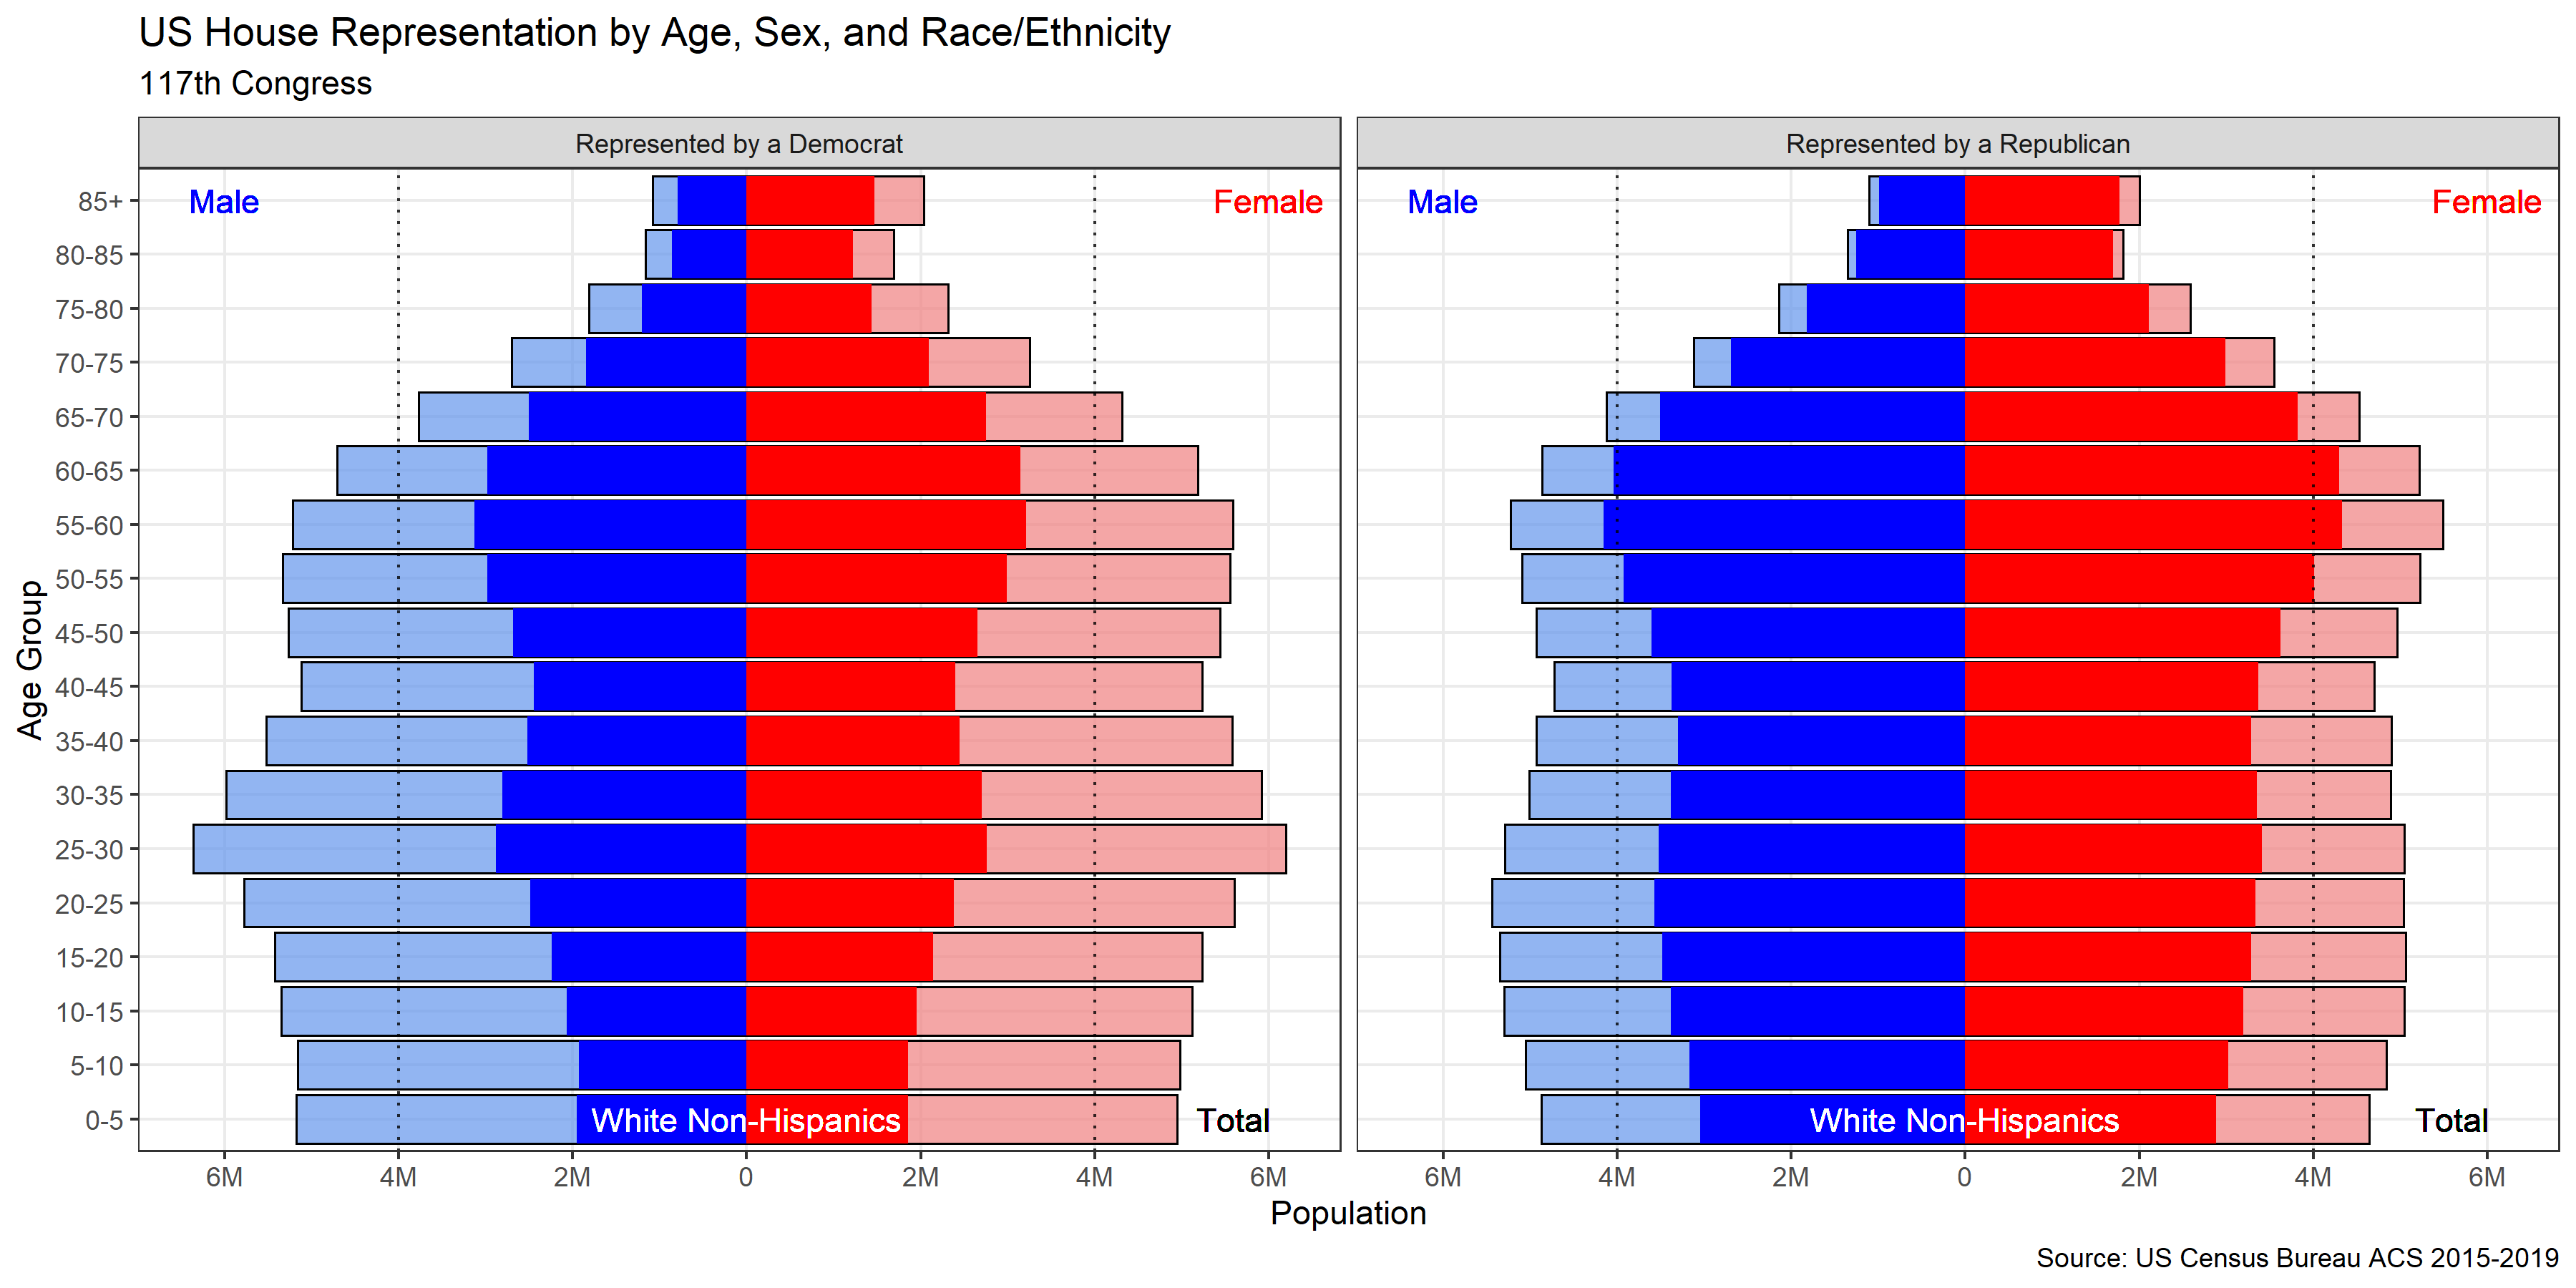 US House Representation by Age, Sex, and Race/Ethnicity
117th Congress
Represented by a Democrat
Represented by a Republican
Male
Female
Male
Female
Age Group
85+
80-85
75-80
70-75
65-70
60-65
55-60
50-55
45-50
40-45
35-40
30-35
25-30
20-25
15-20
10-15
5-10
0-5
White Non-Hispanics
Total
White Non-Hispanics
Total
6M 4M 2M 0 2M 4M 6M
6M 4M 2M 0 2M 4M 6M
Population
Source: US Census Bureau ACS 2015-2019